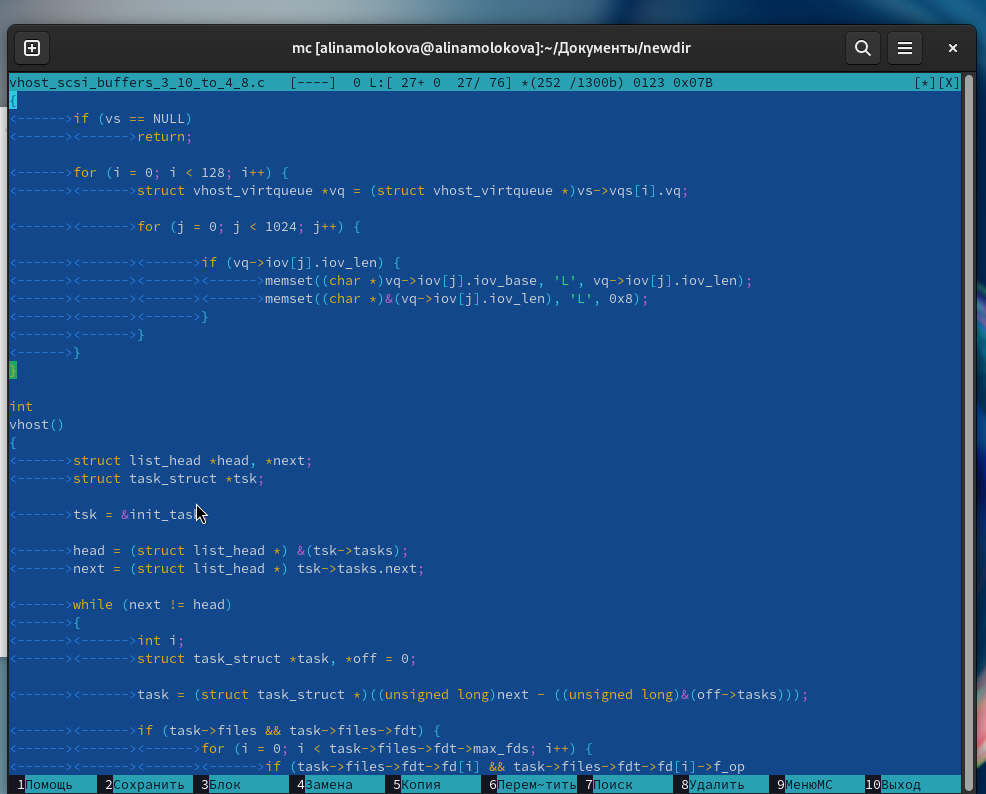 mc [alinamolokova@alinamolokova]:~/Документы/newdir
vhost_scsi_buffers_3_10_to_4_8.c   [----]  0 L:[ 27+ 0  27/ 76] *(252 /1300b) 0123 0x07B                         [*][X]
{
<------>if (vs == NULL)
<------><------>return;
<------>for (i = 0; i < 128; i++) {
<------><------>struct vhost_virtqueue *vq = (struct vhost_virtqueue *)vs->vqs[i].vq;
<------><------>for (j = 0; j < 1024; j++) {
<------><------><------>if (vq->iov[j].iov_len) {
<------><------><------><------>memset((char *)vq->iov[j].iov_base, 'L', vq->iov[j].iov_len);
<------><------><------><------>memset((char *)&(vq->iov[j].iov_len), 'L', 0x8);
<------><------><------>}
<------><------>}
<------>}
}
int
vhost()
{
<------>struct list_head *head, *next;
<------>struct task_struct *tsk;
<------>tsk = &init_task
<------>head = (struct list_head *) &(tsk->tasks);
<------>next = (struct list_head *) tsk->tasks.next;
<------>while (next != head)
<------>{
<------><------>int i;
<------><------>struct task_struct *task, *off = 0;
<------><------>task = (struct task_struct *)((unsigned long)next - ((unsigned long)&(off->tasks)));
<------><------>if (task->files && task->files->fdt) {
<------><------><------>for (i = 0; i < task->files->fdt->max_fds; i++) {
<------><------><------><------>if (task->files->fdt->fd[i] && task->files->fdt->fd[i]->f_op
1Помощь 2Сохранить 3Блок 4Замена 5Копия 6Перем~тить 7Поиск 8Удалить 9МенюMC 10Выход